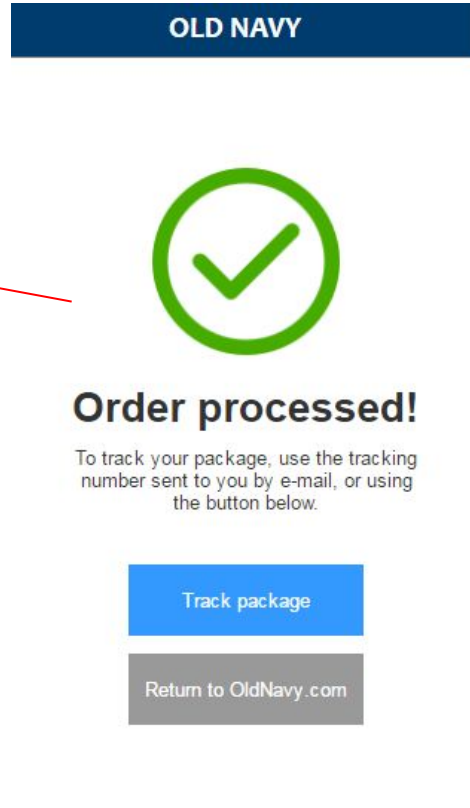 OLD NAVY
Order processed!
To track your package, use the tracking
number sent to you by e-mail, or using
the button below.
Track package
Return to OldNavy.com